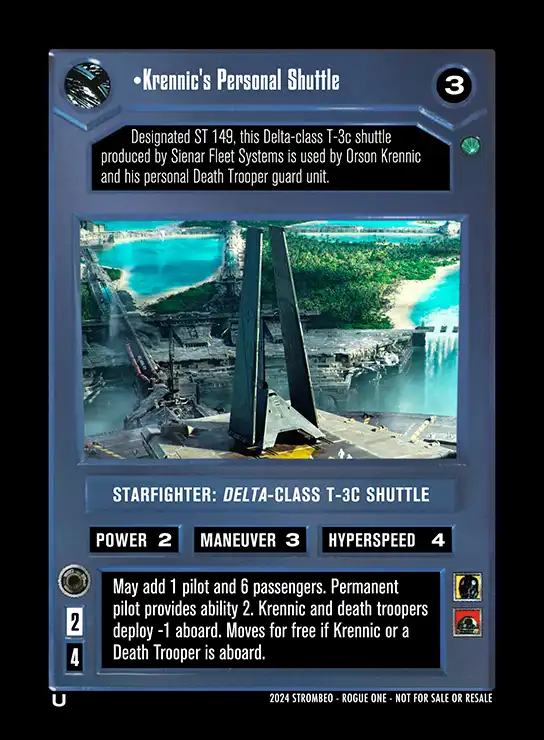 •Krennic's Personal Shuttle
3
Designated ST 149, this Delta-class T-3c shuttle
produced by Sienar Fleet Systems is used by Orson Krennic
and his personal Death Trooper guard unit.
STARFIGHTER: DELTA-CLASS T-3C SHUTTLE
POWER 2 MANEUVER 3 HYPERSPEED 4
May add 1 pilot and 6 passengers. Permanent
pilot provides ability 2. Krennic and death troopers
deploy -1 aboard. Moves for free if Krennic or a
Death Trooper is aboard.
2
4
U
2024 STROMBEO - ROGUE ONE - NOT FOR SALE OR RESALE